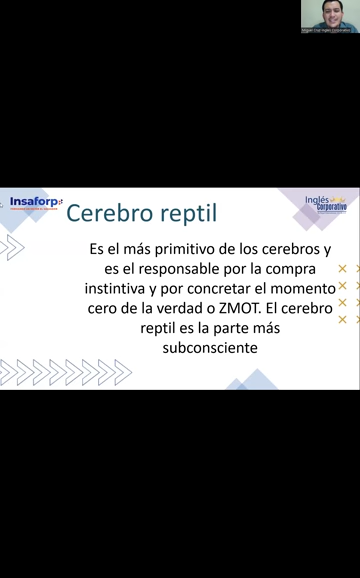 Insaforp
Cerebro reptil
Inglés
Corporativo
Es el más primitivo de los cerebros y
es el responsable por la compra
instintiva y por concretar el momento
cero de la verdad o ZMOT. El cerebro
reptil es la parte más
subconsciente